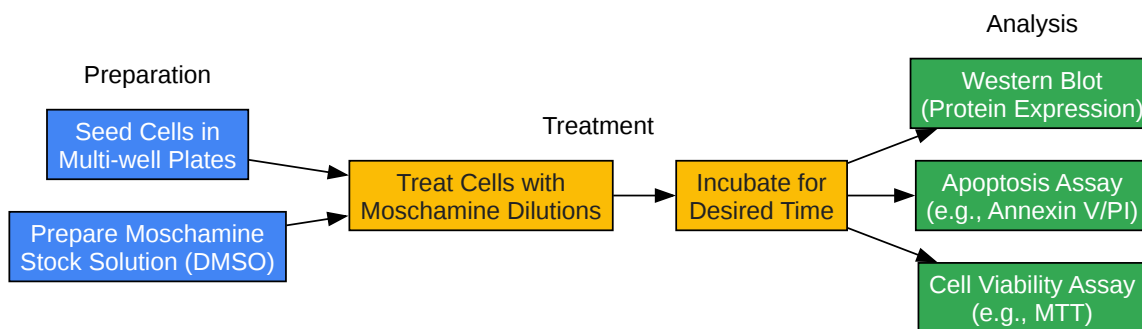 Preparation
Seed Cells in
Multi-well Plates
Prepare Moschamine
Stock Solution (DMSO)
Treatment
Treat Cells with
Moschamine Dilutions
Incubate for
Desired Time
Analysis
Western Blot
(Protein Expression)
Apoptosis Assay
(e.g., Annexin V/PI)
Cell Viability Assay
(e.g., MTT)